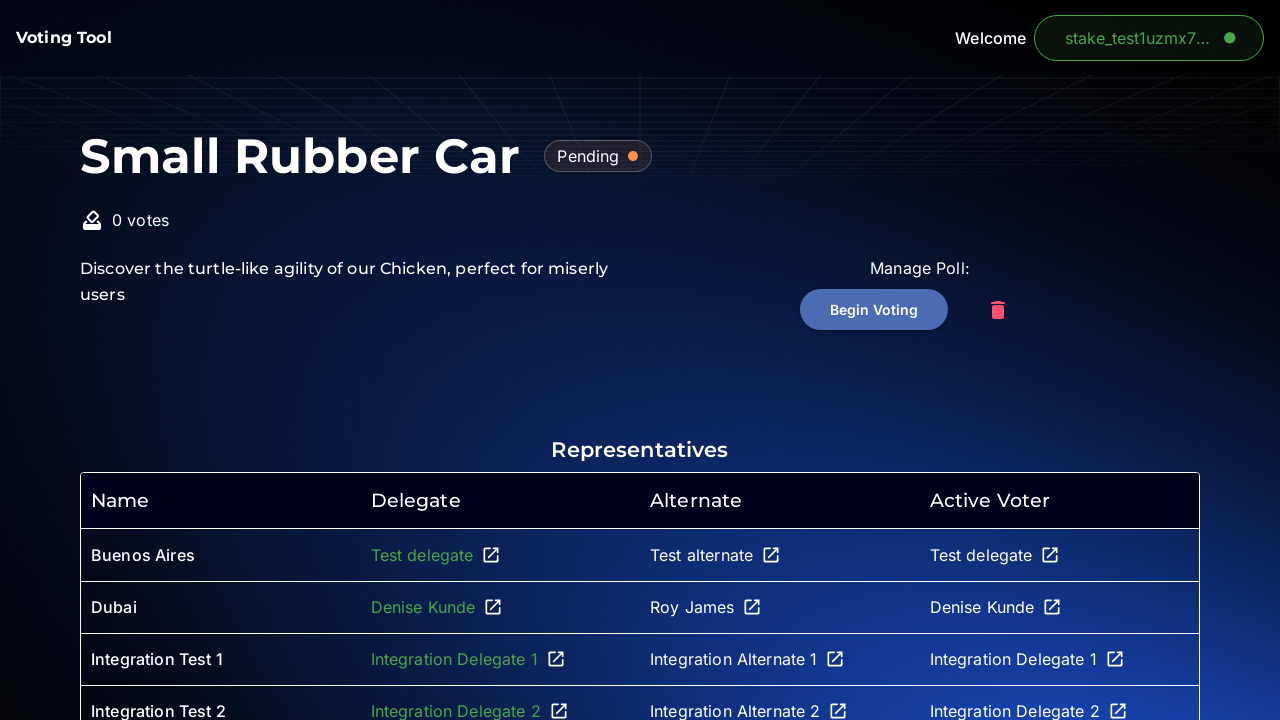 Voting Tool
Welcome
stake_test1uzmx7...
Small Rubber Car
Pending
0 votes
Discover the turtle-like agility of our Chicken, perfect for miserly
users
Manage Poll:
Begin Voting
Representatives
Name Delegate Alternate Active Voter
Buenos Aires Test delegate Test alternate Test delegate
Dubai Denise Kunde Roy James Denise Kunde
Integration Test 1 Integration Delegate 1 Integration Alternate 1 Integration Delegate 1
Integration Test 2 Integration Delegate 2 Integration Alternate 2 Integration Delegate 2